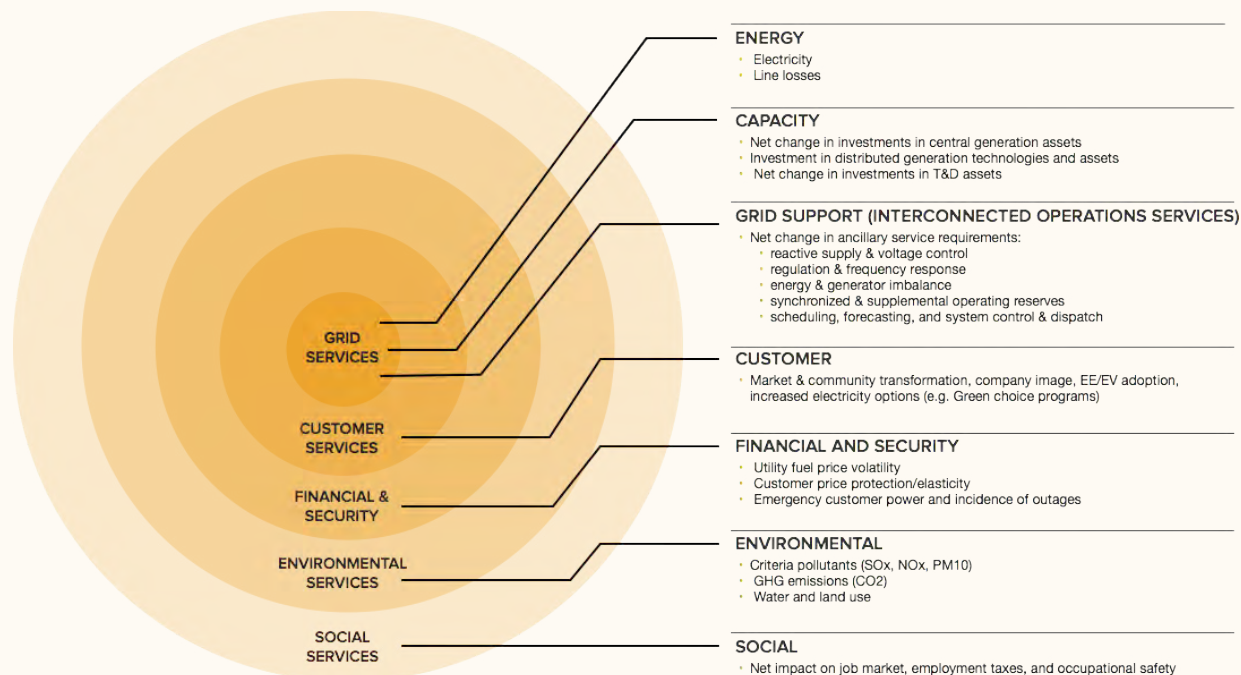 ENERGY
Electricity
Line losses
CAPACITY
Net change in investments in central generation assets
Investment in distributed generation technologies and assets
Net change in investments in T&D assets
GRID SUPPORT (INTERCONNECTED OPERATIONS SERVICES)
Net change in ancillary service requirements:
reactive supply & voltage control
regulation & frequency response
energy & generator imbalance
synchronized & supplemental operating reserves
scheduling, forecasting, and system control & dispatch
GRID
SERVICES
CUSTOMER
Market & community transformation, company image, EE/EV adoption,
increased electricity options (e.g. Green choice programs)
CUSTOMER
SERVICES
FINANCIAL AND SECURITY
Utility fuel price volatility
Customer price protection/elasticity
Emergency customer power and incidence of outages
FINANCIAL &
SECURITY
ENVIRONMENTAL
Criteria pollutants (SOx, NOx, PM10)
GHG emissions (CO2)
Water and land use
ENVIRONMENTAL
SERVICES
SOCIAL
Net impact on job market, employment taxes, and occupational safety
SOCIAL
SERVICES